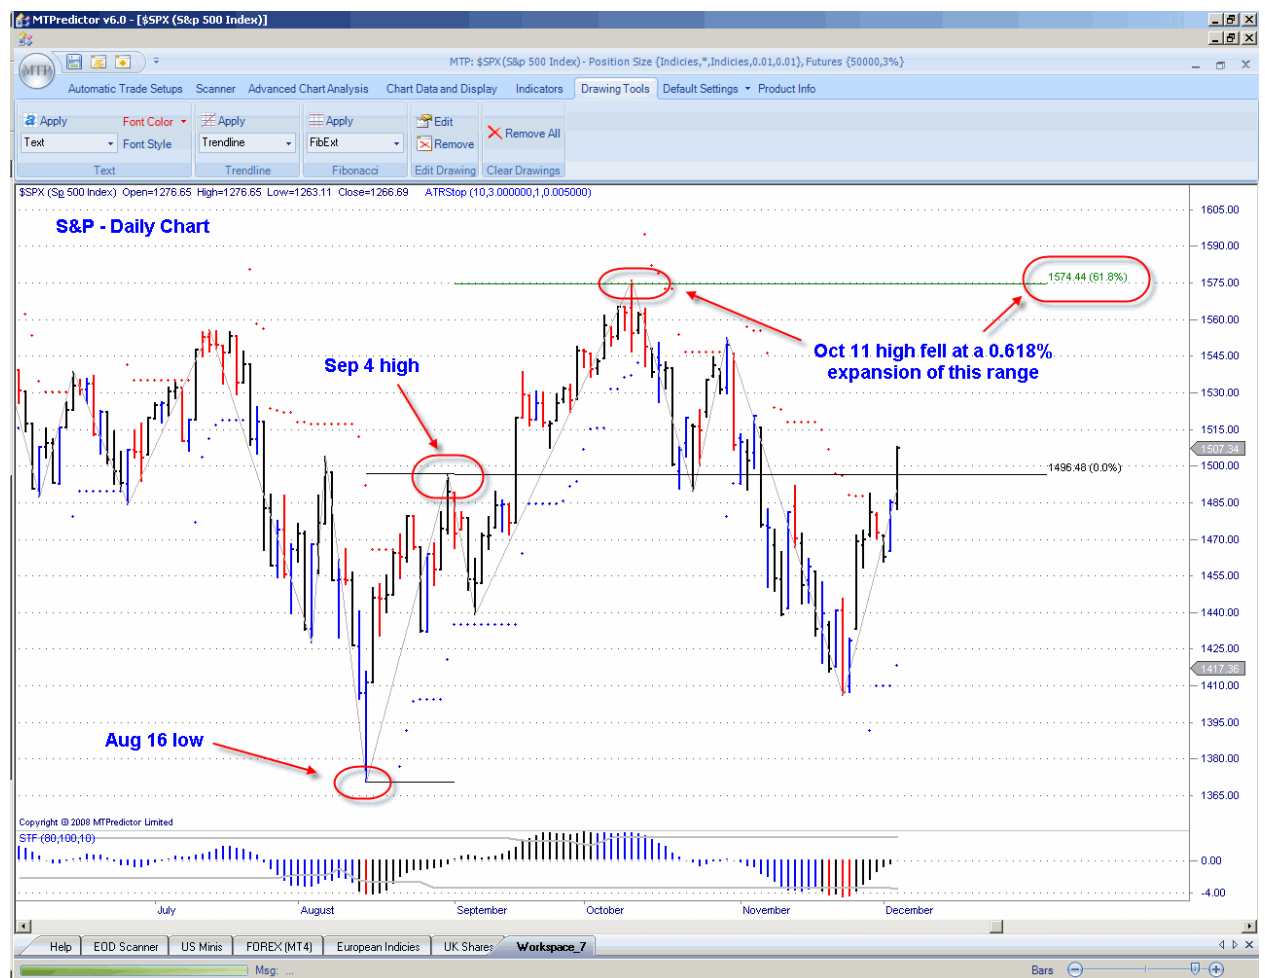 MTPredictor v6.0 - [$SPX (S&p 500 Index)]
MTP
MTP: $SPX (S&p 500 Index) - Position Size {Indicies,*,Indicies,0.01,0.01}, Futures {50000,3%}
Automatic Trade Setups Scanner Advanced Chart Analysis Chart Data and Display Indicators Drawing Tools Default Settings Product Info
a Apply Font Color Apply Apply Edit Remove All
Text Font Style Trendline FibExt Remove
Text Trendline Fibonacci Edit Drawing Clear Drawings
$SPX (Sp 500 Index) Open=1276.65 High=1276.65 Low=1263.11 Close=1266.69 ATRStop (10,3.000000,1,0.005000)
S&P - Daily Chart
1605.00
1590.00
1574.44 (61.8%)
1575.00
1560.00
Oct 11 high fell at a 0.618%
expansion of this range
Sep 4 high
1545.00
1530.00
1515.00
1507.34
1496.48 (0.0%)
1500.00
1485.00
1470.00
1455.00
1440.00
1425.00
1417.36
1410.00
1395.00
Aug 16 low
1380.00
1365.00
Copyright © 2008 MTPredictor Limited
STF (80,100,10)
0.00
-4.00
July August September October November December
Help EOD Scanner US Minis FOREX (MT4) European Indicies UK Shares Workspace_7
Msg: ... Bars